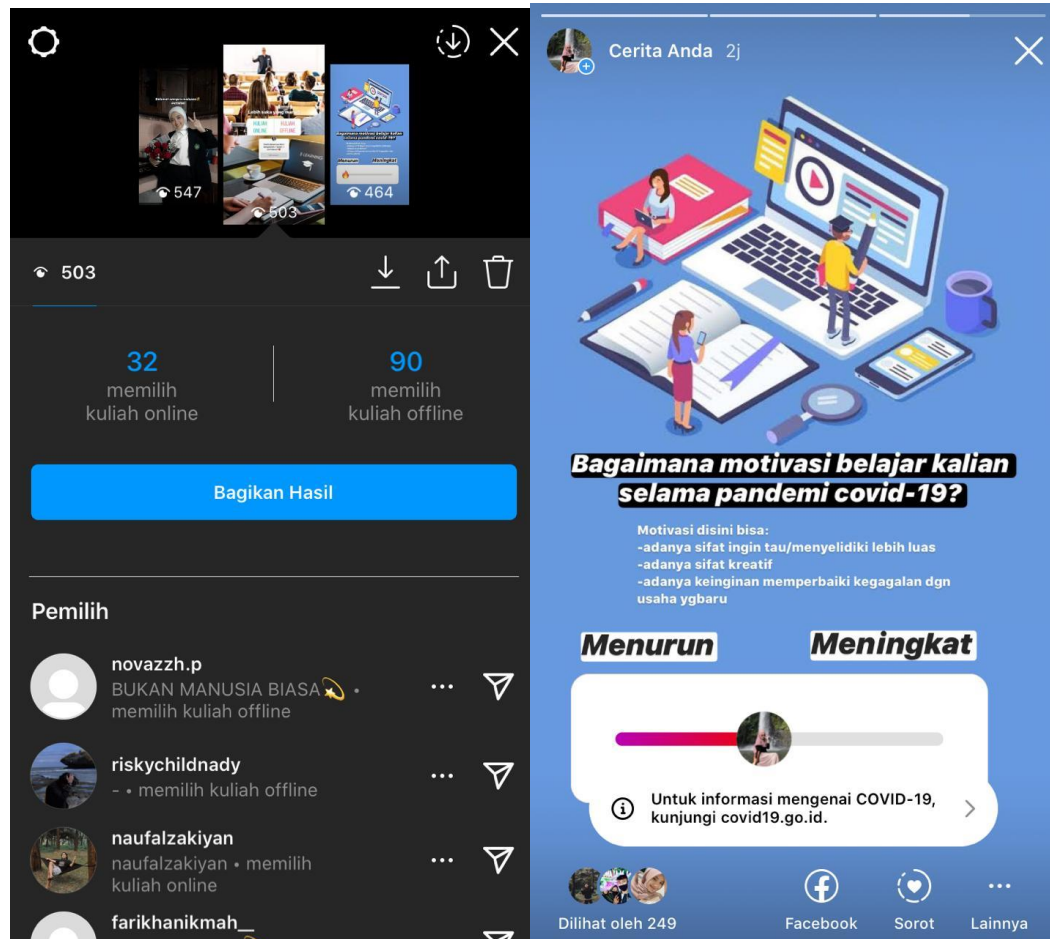 547
503
464
503
32
memilih
kuliah online
90
memilih
kuliah offline
Bagikan Hasil
Pemilih
novazzh.p
BUKAN MANUSIA BIASA💫 •
memilih kuliah offline
riskychildnady
- • memilih kuliah offline
naufalzakiyan
naufalzakiyan • memilih
kuliah online
farikhanikmah__
Cerita Anda 2j
Bagaimana motivasi belajar kalian
selama pandemi covid-19?
Motivasi disini bisa:
-adanya sifat ingin tau/menyelidiki lebih luas
-adanya sifat kreatif
-adanya keinginan memperbaiki kegagalan dgn
usaha ygbaru
Menurun Meningkat
Untuk informasi mengenai COVID-19,
kunjungi covid19.go.id.
Dilihat oleh 249
Facebook
Sorot
Lainnya